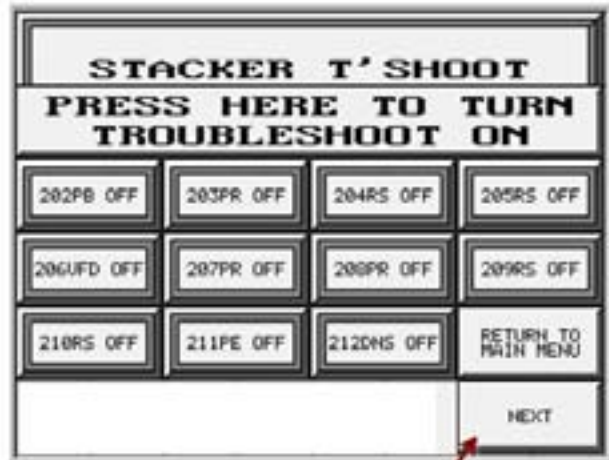 STACKER T'SHOOT
PRESS HERE TO TURN
TROUBLESHOOT ON
202PB OFF
203PR OFF
204RS OFF
205RS OFF
206VFD OFF
207PR OFF
208PR OFF
209RS OFF
210RS OFF
211PE OFF
212DNS OFF
RETURN TO
MAIN MENU
NEXT